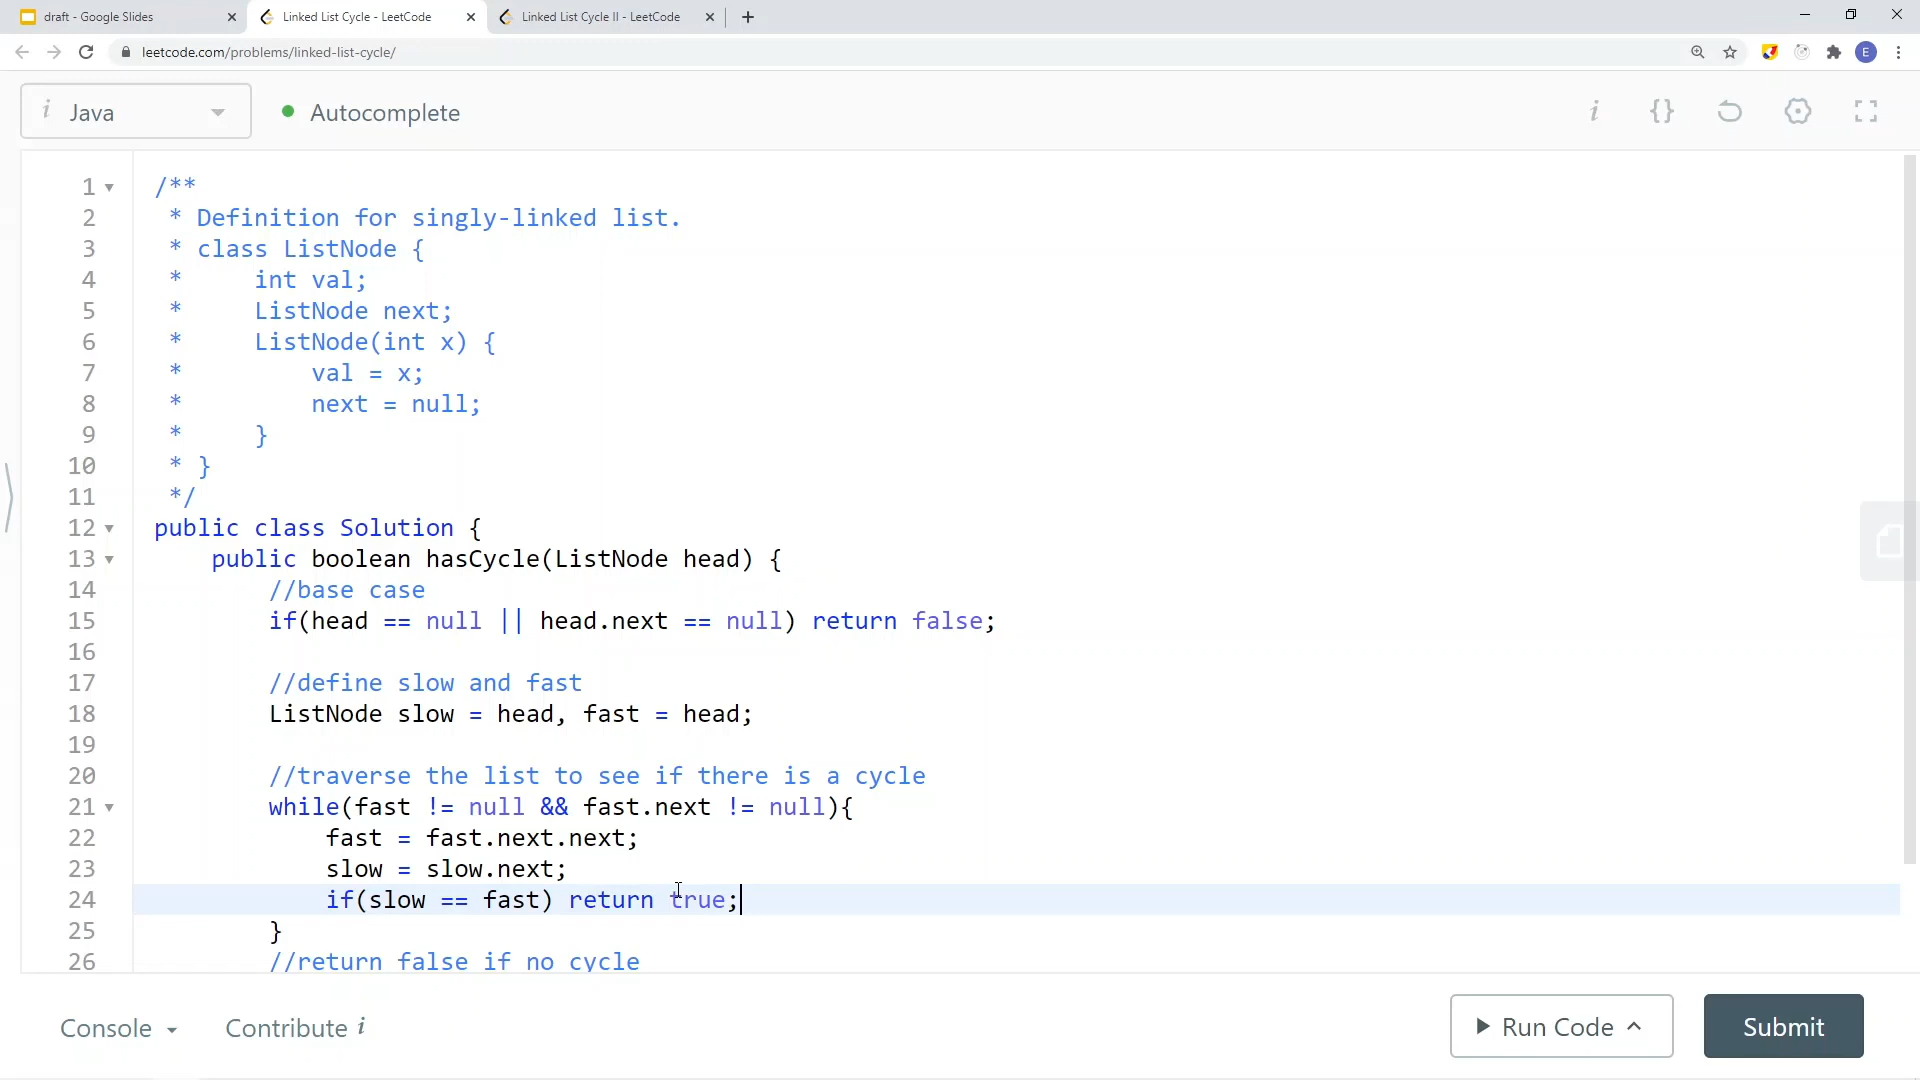 draft - Google Slides
Linked List Cycle - LeetCode
Linked List Cycle II - LeetCode
leetcode.com/problems/linked-list-cycle/
E
i Java
Autocomplete
i {}
1 /**
2  * Definition for singly-linked list.
3  * class ListNode {
4  *     int val;
5  *     ListNode next;
6  *     ListNode(int x) {
7  *         val = x;
8  *         next = null;
9  *     }
10  * }
11  */
12 public class Solution {
13     public boolean hasCycle(ListNode head) {
14         //base case
15         if(head == null || head.next == null) return false;
16
17         //define slow and fast
18         ListNode slow = head, fast = head;
19
20         //traverse the list to see if there is a cycle
21         while(fast != null && fast.next != null){
22             fast = fast.next.next;
23             slow = slow.next;
24             if(slow == fast) return true;
25         }
26         //return false if no cycle
Console
Contribute i
Run Code
Submit